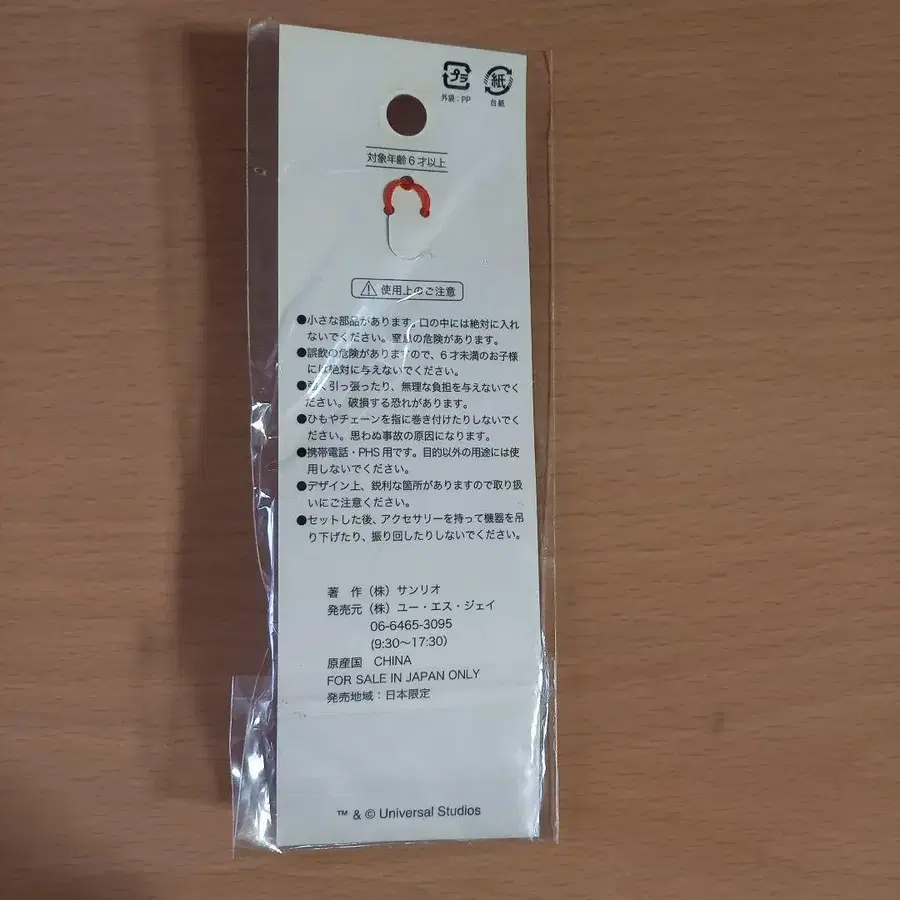 プラ 紙
外袋：PP 台紙
対象年齢6才以上
⚠ 使用上のご注意
●小さな部品があります。口の中には絶対に入れ
ないでください。窒息の危険があります。
●誤飲の危険がありますので、6才未満のお子様
には絶対に与えないでください。
●く引っ張ったり、無理な負担を与えないでく
ださい。破損する恐れがあります。
●ひもやチェーンを指に巻き付けたりしないでく
ださい。思わぬ事故の原因になります。
●携帯電話・PHS用です。目的以外の用途には使
用しないでください。
●デザイン上、鋭利な箇所がありますので取り扱
いにご注意ください。
●セットした後、アクセサリーを持って機器を吊
り下げたり、振り回したりしないでください。
著　作（株）サンリオ
発売元（株）ユー・エス・ジェイ
06-6465-3095
(9:30〜17:30)
原産国　CHINA
FOR SALE IN JAPAN ONLY
発売地域：日本限定
™ & © Universal Studios